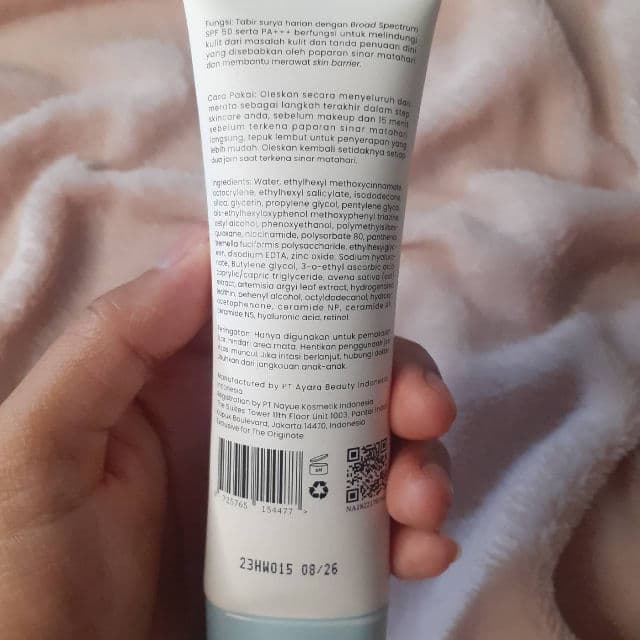 Fungsi: Tabir surya harian dengan Broad Spectrum
SPF 50 serta PA+++ berfungsi untuk melindungi
kulit dari masalah kulit dan tanda penuaan dini
yang disebabkan oleh paparan sinar matahari
dan membantu merawat skin barrier.
Cara Pakai: Oleskan secara menyeluruh dan
merata sebagai langkah terakhir dalam step
skincare anda, sebelum makeup dan 15 menit
sebelum terkena paparan sinar matahari
langsung, tepuk lembut untuk penyerapan yang
lebih mudah. Oleskan kembali setidaknya setiap
dua jam saat terkena sinar matahari.
Ingredients: Water, ethylhexyl methoxycinnamate,
octocrylene, ethylhexyl salicylate, isododecane,
silica, glycerin, propylene glycol, pentylene glycol,
bis-ethylhexyloxyphenol methoxyphenyl triazine,
cetyl alcohol, phenoxyethanol, polymethylsilses-
quioxane, niacinamide, polysorbate 80, panthenol,
tremella fuciformis polysaccharide, ethylhexylgly-
cerin, disodium EDTA, zinc oxide, Sodium hyaluro-
nate, Butylene glycol, 3-o-ethyl ascorbic acid,
caprylic/capric triglyceride, avena sativa (oat)
extract, artemisia argyi leaf extract, hydrogenated
lecithin, behenyl alcohol, octyldodecanol, hydroxy-
acetophenone, ceramide NP, ceramide AP,
ceramide NS, hyaluronic acid, retinol.
Peringatan: Hanya digunakan untuk pemakaian
luar, hindari area mata. Hentikan penggunaan jika
muncul. Jika iritasi berlanjut, hubungi dokter.
Jauhkan dari jangkauan anak-anak.
Manufactured by PT Ayara Beauty Indonesia,
Indonesia
Registration by PT Nayue Kosmetik Indonesia
The Suites Tower 11th Floor Unit 1003, Pantai Indah
Kapuk Boulevard, Jakarta 14470, Indonesia
Exclusive for The Originote
725765 154477 >
23HW015 08/26